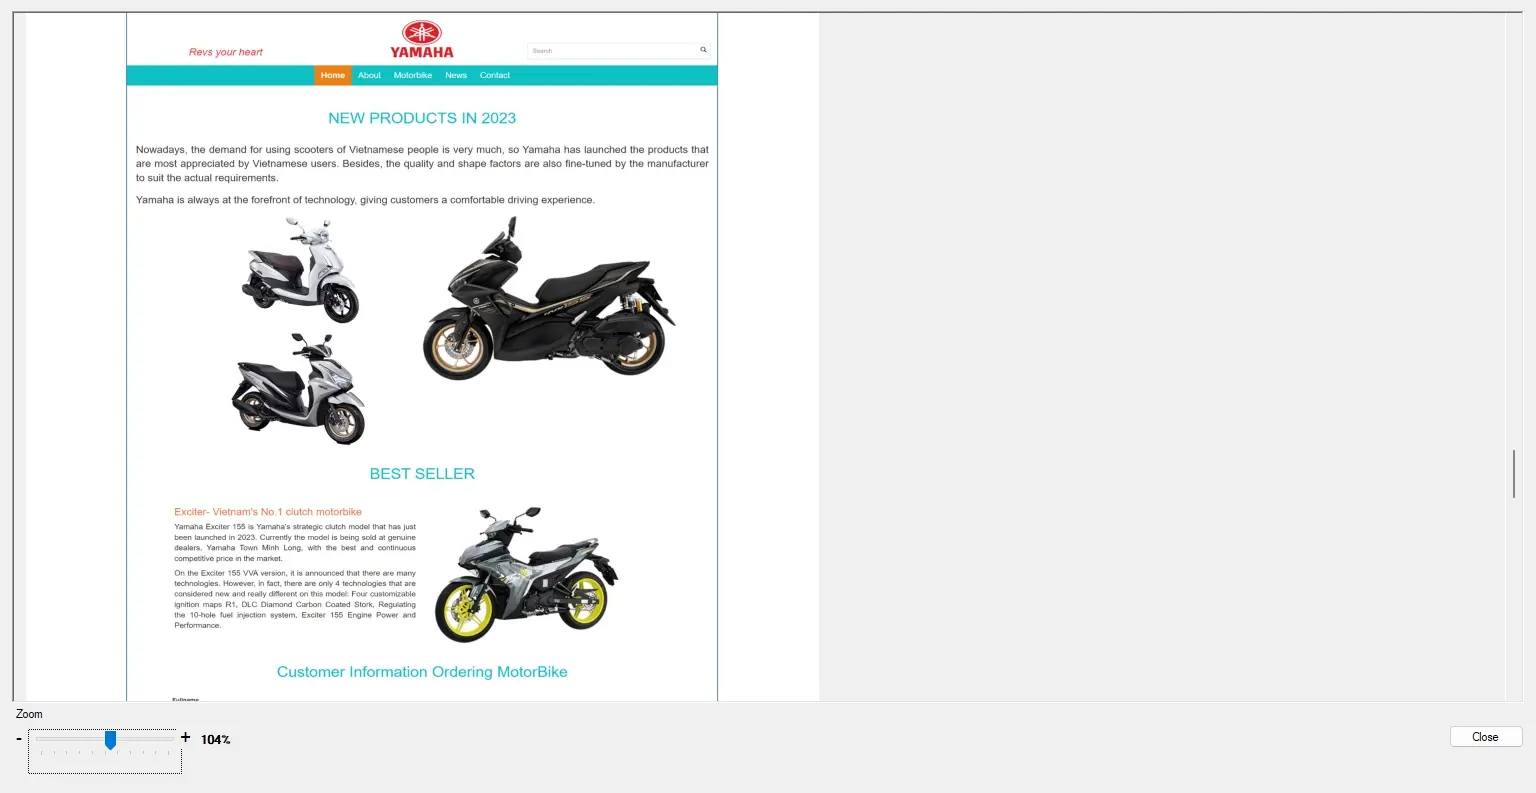 Revs your heart
YAMAHA
Search
Home About Motorbike News Contact
NEW PRODUCTS IN 2023
Nowadays, the demand for using scooters of Vietnamese people is very much, so Yamaha has launched the products that
are most appreciated by Vietnamese users. Besides, the quality and shape factors are also fine-tuned by the manufacturer
to suit the actual requirements.
Yamaha is always at the forefront of technology, giving customers a comfortable driving experience.
BEST SELLER
Exciter- Vietnam's No.1 clutch motorbike
Yamaha Exciter 155 is Yamaha's strategic clutch model that has just
been launched in 2023. Currently the model is being sold at genuine
dealers, Yamaha Town Minh Long, with the best and continuous
competitive price in the market.
On the Exciter 155 VVA version, it is announced that there are many
technologies. However, in fact, there are only 4 technologies that are
considered new and really different on this model: Four customizable
ignition maps R1, DLC Diamond Carbon Coated Stork, Regulating
the 10-hole fuel injection system, Exciter 155 Engine Power and
Performance.
Customer Information Ordering MotorBike
Fullname
Zoom
- + 104%
Close